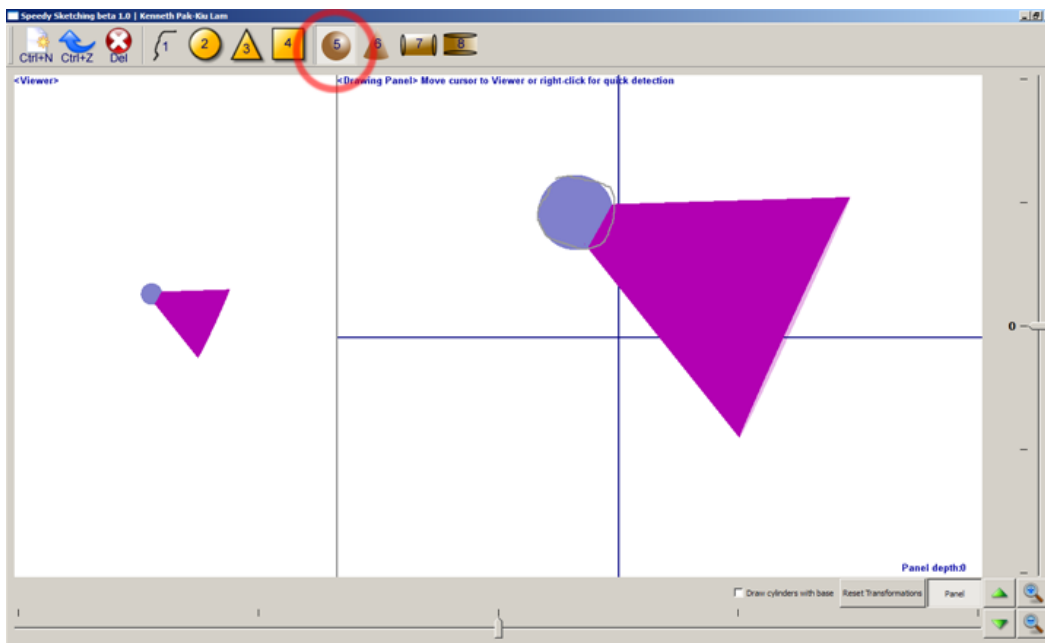 Speedy Sketching beta 1.0 | Kenneth Pak-Kiu Lam
Ctrl+N Ctrl+Z Del 1 2 3 4 5 6 7 8
<Viewer> <Drawing Panel> Move cursor to Viewer or right-click for quick detection
0
Panel depth:0
Draw cylinders with base Reset Transformations Panel